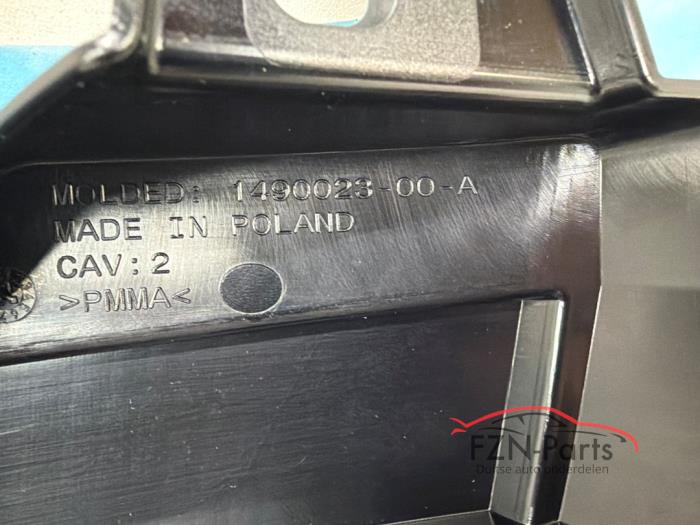 MOLDED: 1490023-00-A
MADE IN POLAND
CAV:2
>PMMA<
FZN-Parts
Duitse auto onderdelen